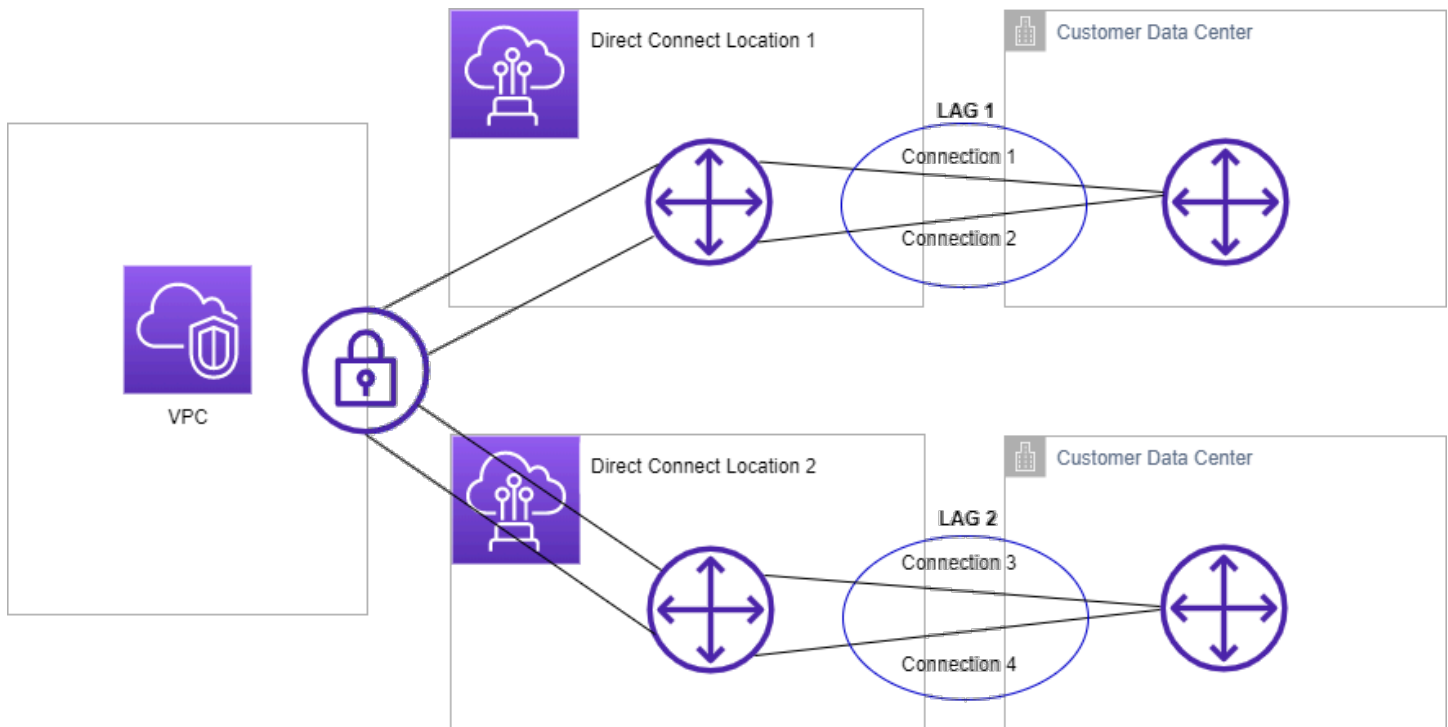 Direct Connect Location 1
Customer Data Center
LAG 1
Connection 1
Connection 2
VPC
Direct Connect Location 2
Customer Data Center
LAG 2
Connection 3
Connection 4